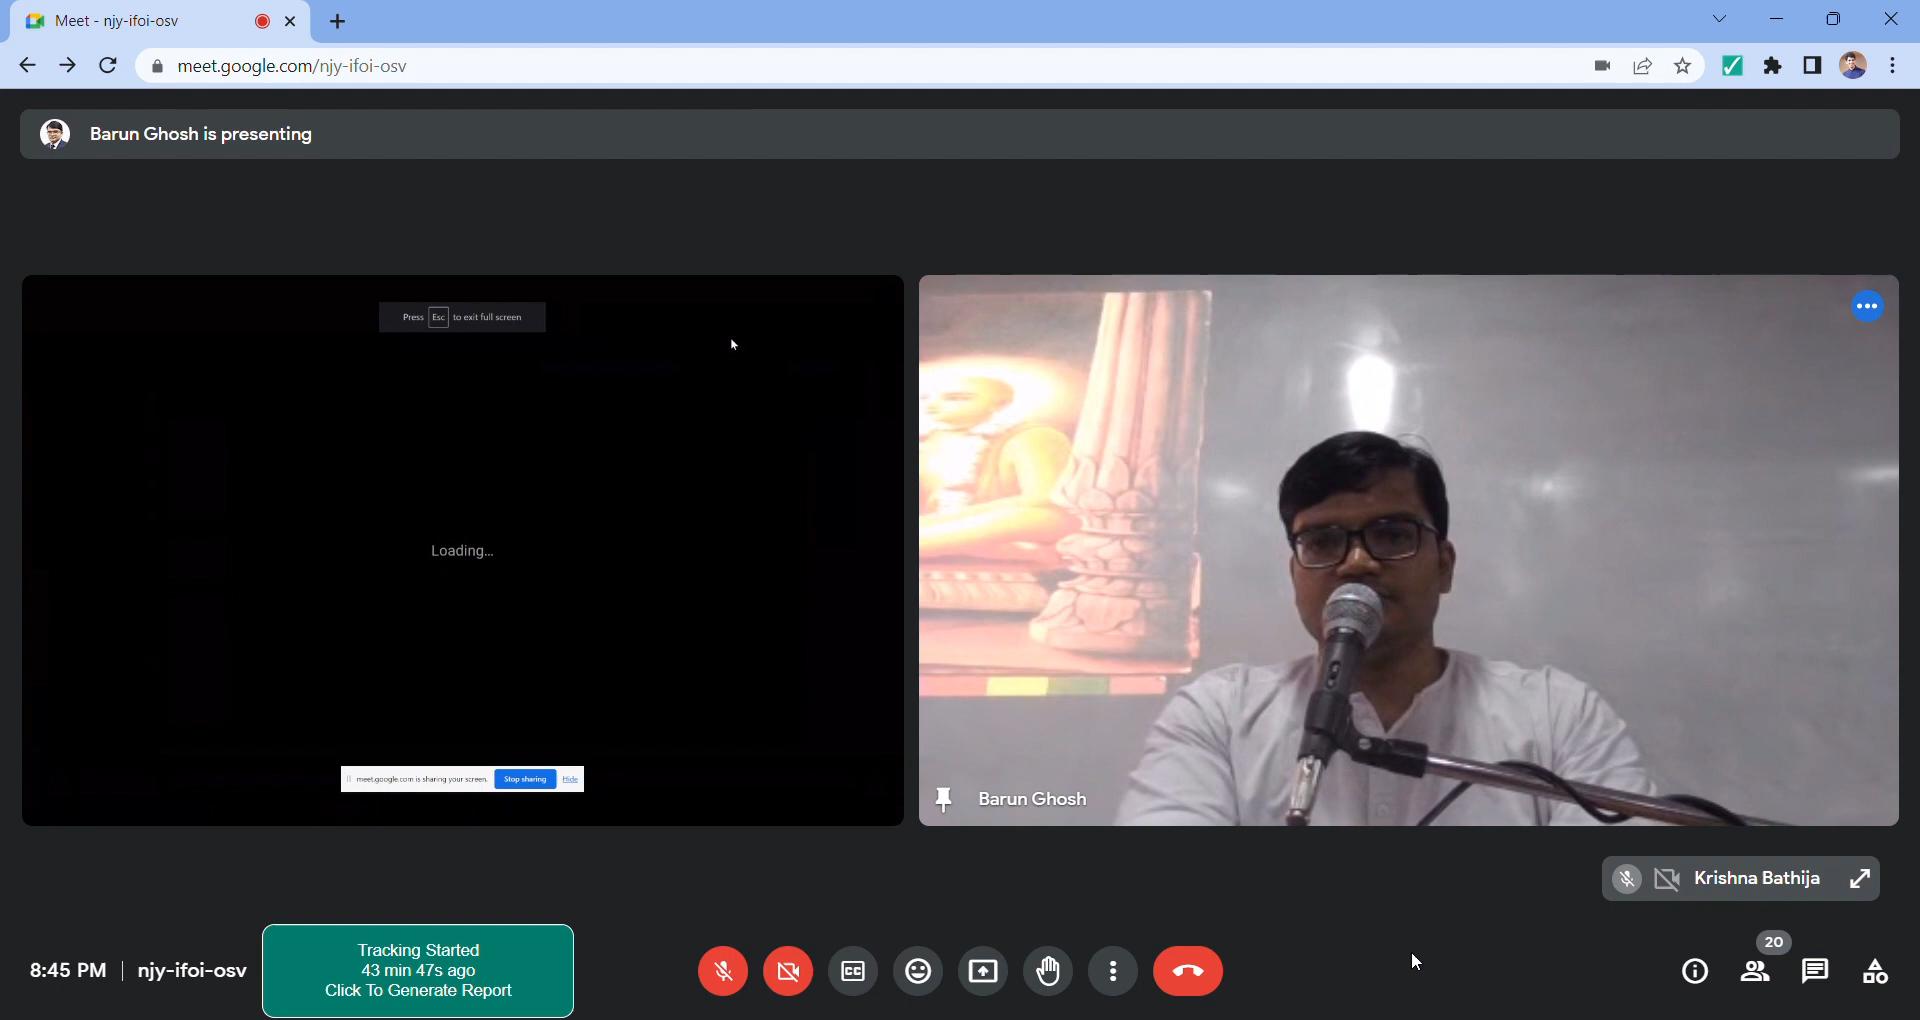 Meet - njy-ifoi-osv
meet.google.com/njy-ifoi-osv
Barun Ghosh is presenting
Press Esc to exit full screen
Loading...
meet.google.com is sharing your screen. Stop sharing Hide
Barun Ghosh
Krishna Bathija
8:45 PM | njy-ifoi-osv
Tracking Started
43 min 47s ago
Click To Generate Report
CC
20